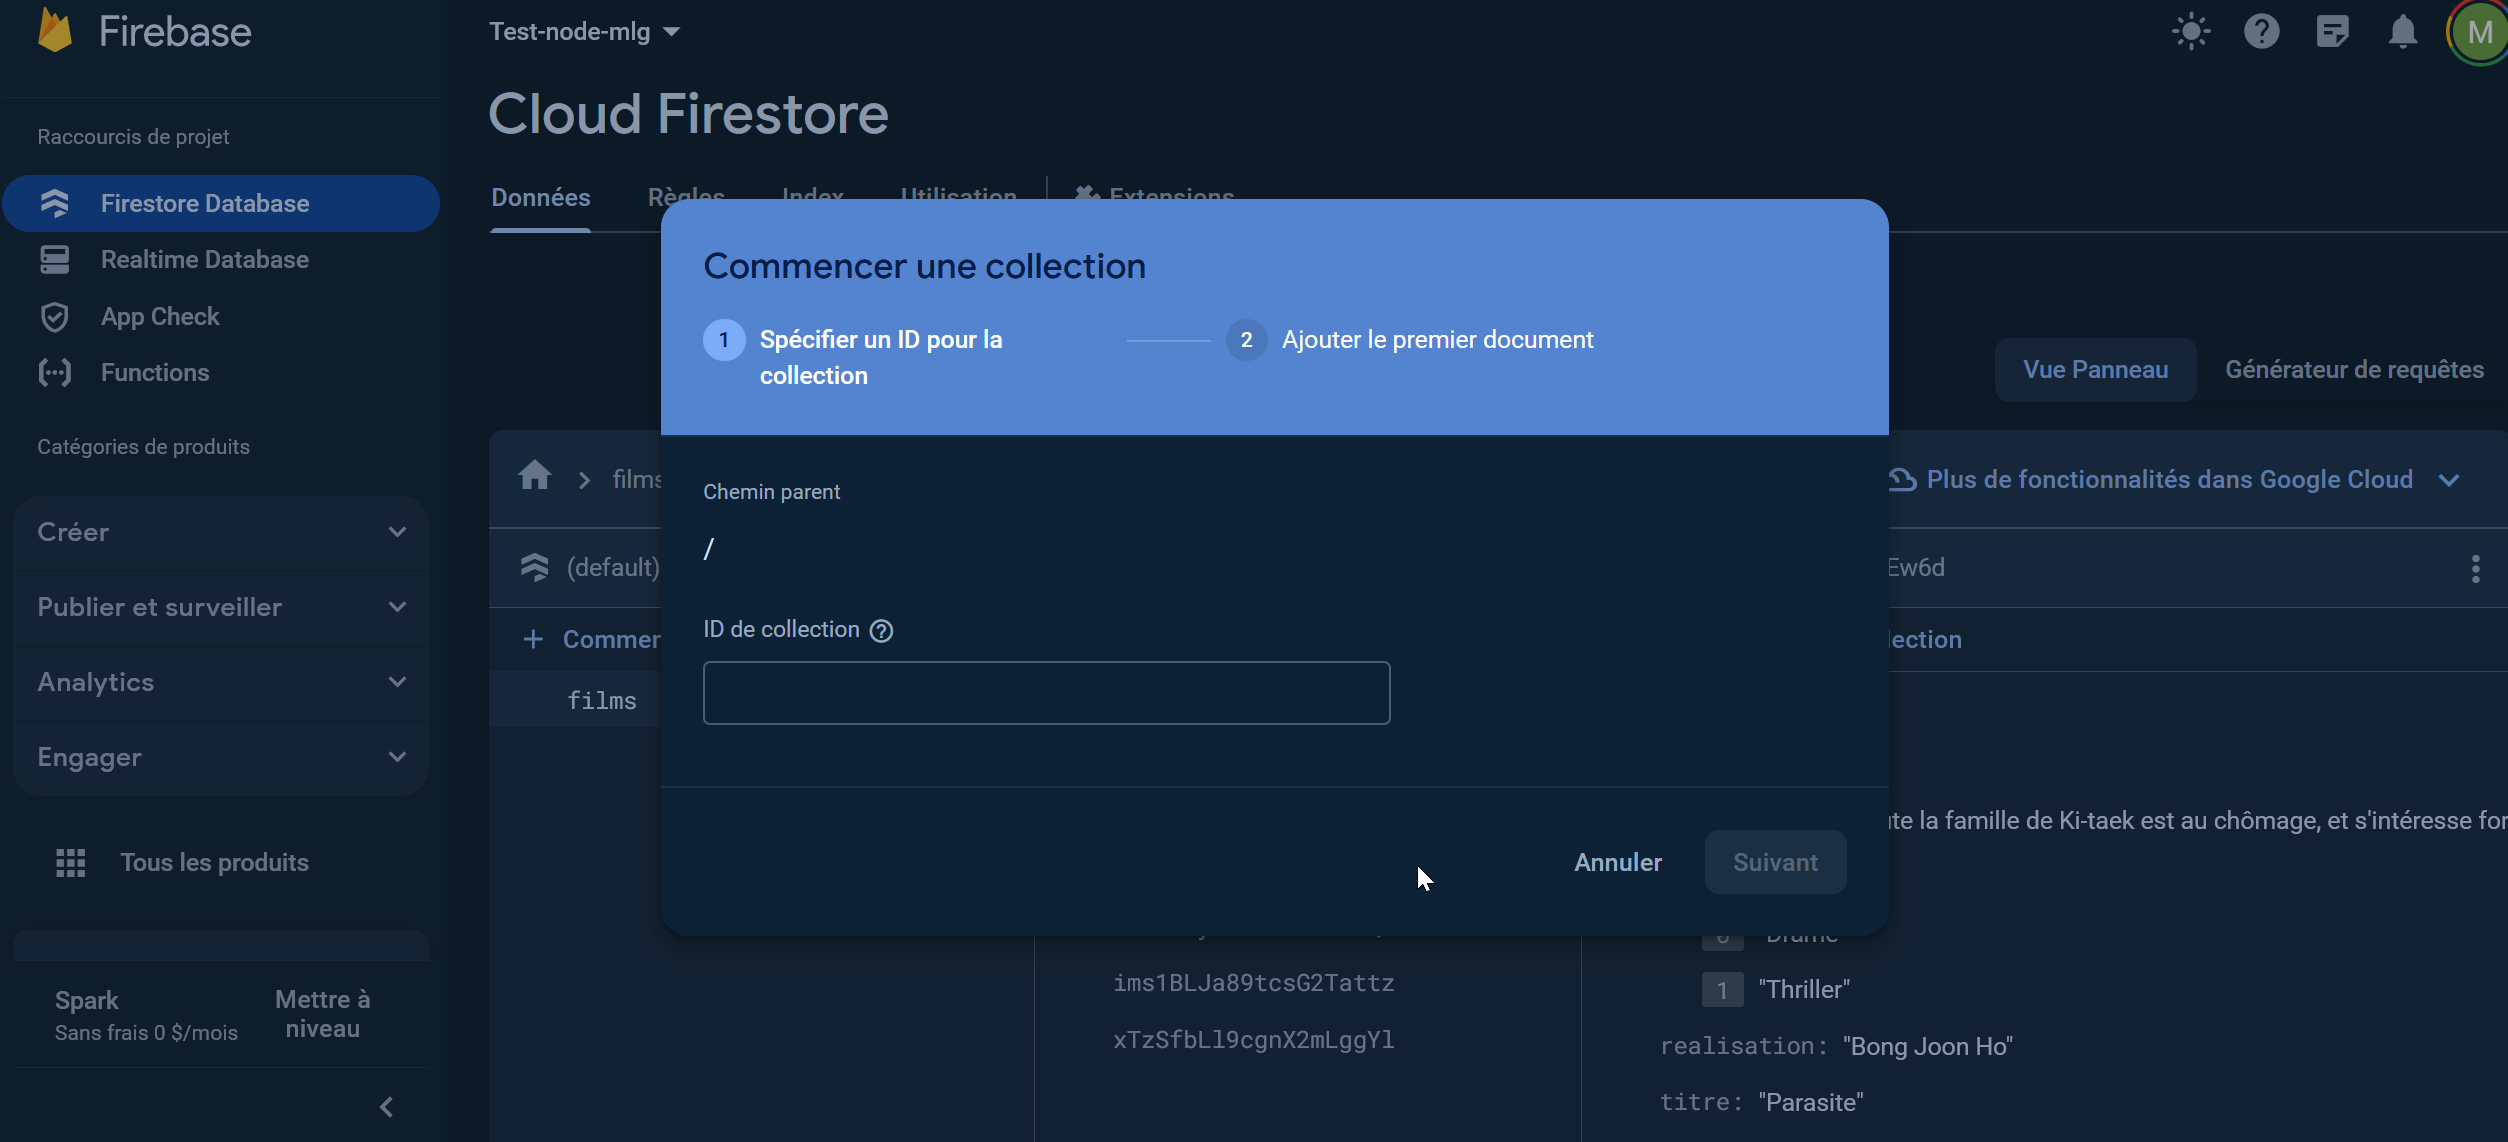 Firebase
Test-node-mlg
M
Cloud Firestore
Raccourcis de projet
Firestore Database
Realtime Database
App Check
Functions
Catégories de produits
Créer
Publier et surveiller
Analytics
Engager
Tous les produits
Spark
Sans frais 0 $/mois
Mettre à
niveau
Données Règles Index Utilisation Extensions
Commencer une collection
1 Spécifier un ID pour la
collection
2 Ajouter le premier document
Vue Panneau Générateur de requêtes
films
Plus de fonctionnalités dans Google Cloud
(default)
Ew6d
Commer
lection
films
Chemin parent
/
ID de collection
Annuler Suivant
te la famille de Ki-taek est au chômage, et s'intéresse for
0 "Drame"
ims1BLJa89tcsG2Tattz
1 "Thriller"
xTzSfbLl9cgnX2mLggYl
realisation: "Bong Joon Ho"
titre: "Parasite"